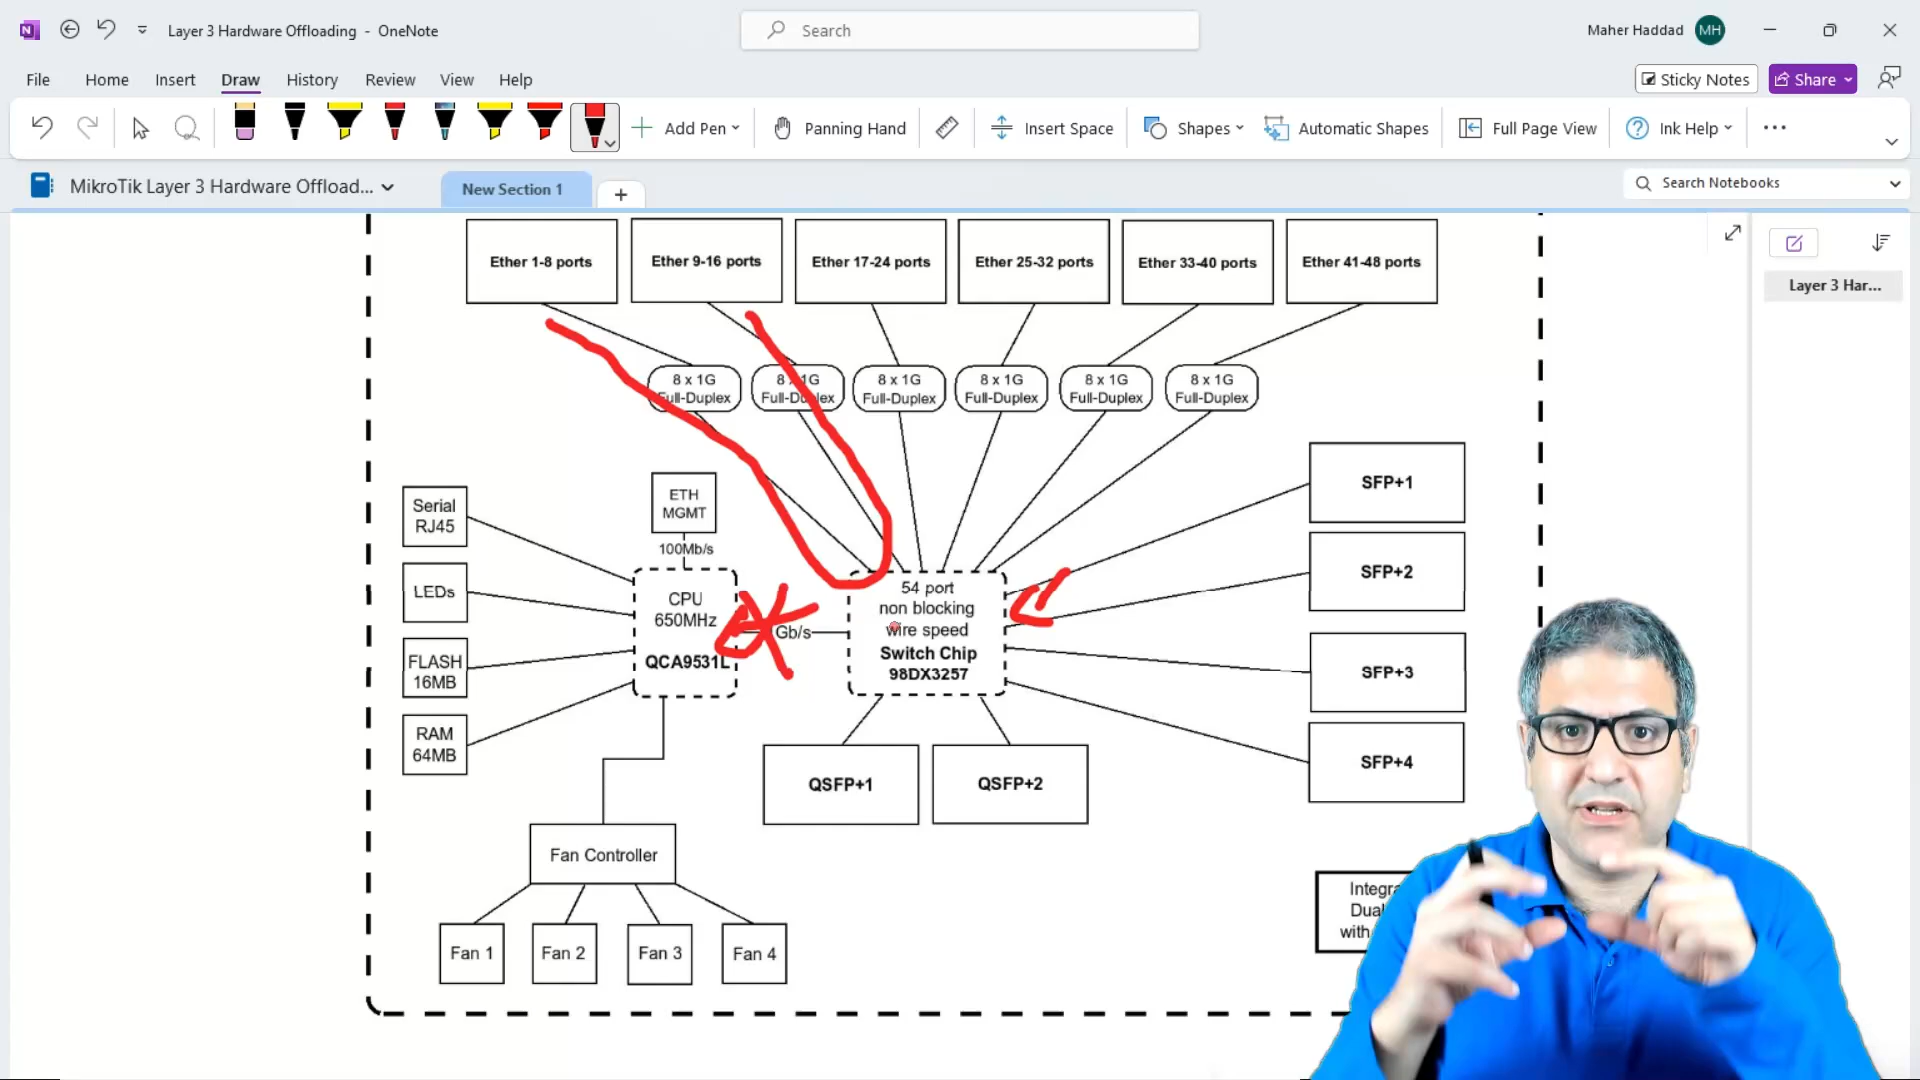 Layer 3 Hardware Offloading - OneNote
Search
Maher Haddad
MH
File
Home
Insert
Draw
History
Review
View
Help
Sticky Notes
Share
Add Pen
Panning Hand
Insert Space
Shapes
Automatic Shapes
Full Page View
Ink Help
MikroTik Layer 3 Hardware Offload...
New Section 1
Search Notebooks
Layer 3 Har...
Ether 1-8 ports
Ether 9-16 ports
Ether 17-24 ports
Ether 25-32 ports
Ether 33-40 ports
Ether 41-48 ports
8 x 1G
Full-Duplex
8 x 1G
Full-Duplex
8 x 1G
Full-Duplex
8 x 1G
Full-Duplex
8 x 1G
Full-Duplex
8 x 1G
Full-Duplex
Serial
RJ45
LEDs
FLASH
16MB
RAM
64MB
ETH
MGMT
100Mb/s
CPU
650MHz
QCA9531L
Gb/s
54 port
non blocking
wire speed
Switch Chip
98DX3257
SFP+1
SFP+2
SFP+3
SFP+4
QSFP+1
QSFP+2
Fan Controller
Fan 1
Fan 2
Fan 3
Fan 4
Dual
with